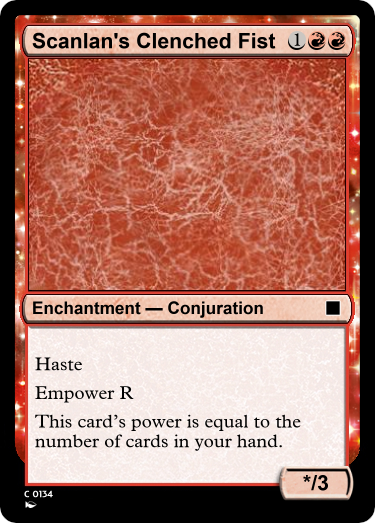 Scanlan's Clenched Fist 1
Enchantment — Conjuration
Haste
Empower R
This card's power is equal to the
number of cards in your hand.
*/3
C 0134